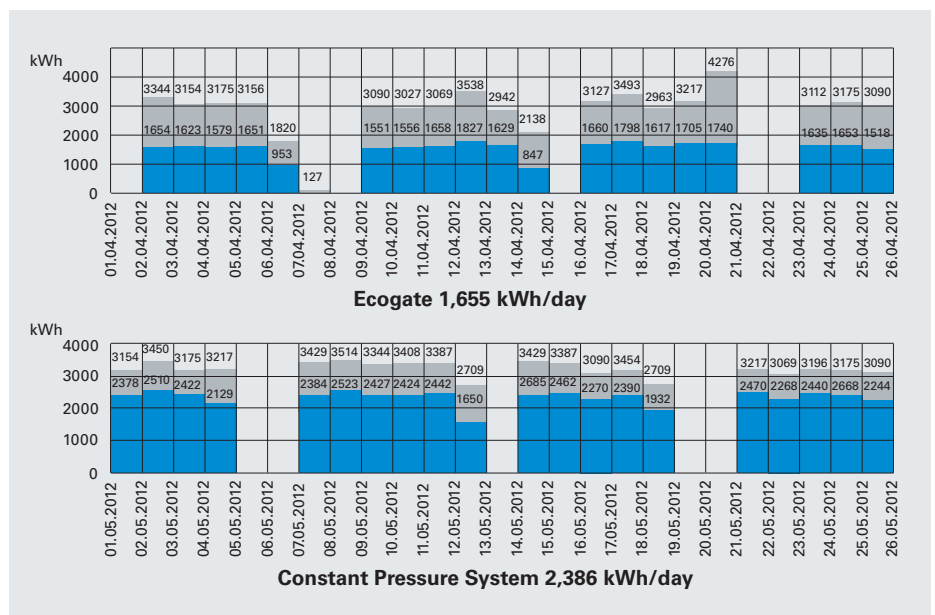 kWh
4000
3000
2000
1000
0
3344 3154 3175 3156 1820 127 3090 3027 3069 3538 2942 2138 3127 3493 2963 3217 4276 3112 3175 3090
1654 1623 1579 1651 953 1551 1556 1658 1827 1629 847 1660 1798 1617 1705 1740 1635 1653 1518
01.04.2012 02.04.2012 03.04.2012 04.04.2012 05.04.2012 06.04.2012 07.04.2012 08.04.2012 09.04.2012 10.04.2012 11.04.2012 12.04.2012 13.04.2012 14.04.2012 15.04.2012 16.04.2012 17.04.2012 18.04.2012 19.04.2012 20.04.2012 21.04.2012 22.04.2012 23.04.2012 24.04.2012 25.04.2012 26.04.2012
Ecogate 1,655 kWh/day
kWh
4000
3000
2000
1000
0
3154 3450 3175 3217 3429 3514 3344 3408 3387 2709 3429 3387 3090 3454 2709 3217 3069 3196 3175 3090
2378 2510 2422 2129 2384 2523 2427 2424 2442 1650 2685 2462 2270 2390 1932 2470 2268 2440 2668 2244
01.05.2012 02.05.2012 03.05.2012 04.05.2012 05.05.2012 06.05.2012 07.05.2012 08.05.2012 09.05.2012 10.05.2012 11.05.2012 12.05.2012 13.05.2012 14.05.2012 15.05.2012 16.05.2012 17.05.2012 18.05.2012 19.05.2012 20.05.2012 21.05.2012 22.05.2012 23.05.2012 24.05.2012 25.05.2012 26.05.2012
Constant Pressure System 2,386 kWh/day